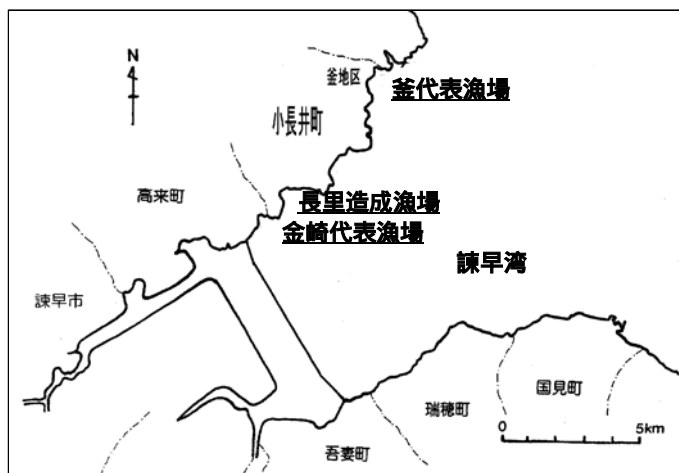 N
釜地区
釜代表漁場
小長井町
高来町
長里造成漁場
金崎代表漁場
諫早湾
諫早市
国見町
瑞穂町
吾妻町
0 5km